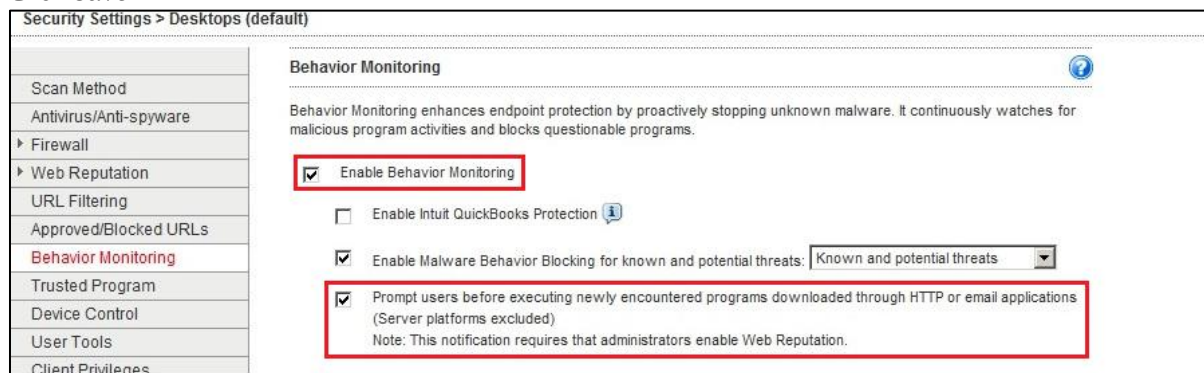 Security Settings > Desktops (default)
Scan Method
Antivirus/Anti-spyware
Firewall
Web Reputation
URL Filtering
Approved/Blocked URLs
Behavior Monitoring
Trusted Program
Device Control
User Tools
Client Privileges
Behavior Monitoring
?
Behavior Monitoring enhances endpoint protection by proactively stopping unknown malware. It continuously watches for
malicious program activities and blocks questionable programs.
Enable Behavior Monitoring
Enable Intuit QuickBooks Protection i
Enable Malware Behavior Blocking for known and potential threats: Known and potential threats
Prompt users before executing newly encountered programs downloaded through HTTP or email applications
(Server platforms excluded)
Note: This notification requires that administrators enable Web Reputation.